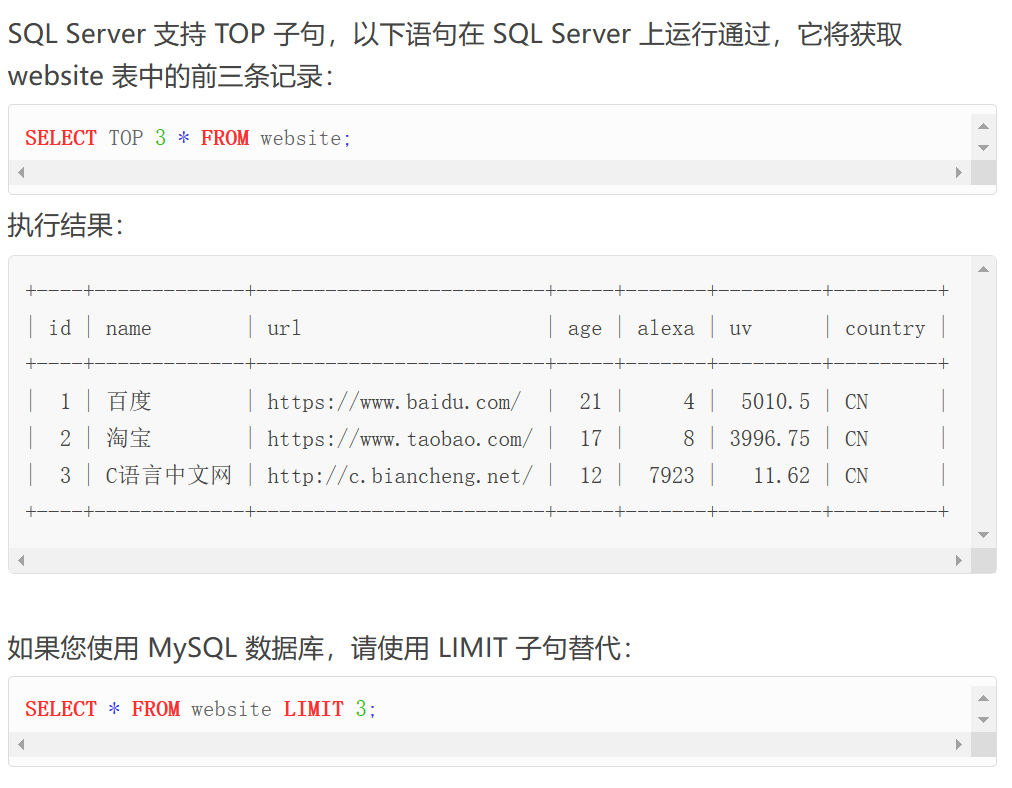 SQL Server 支持 TOP 子句，以下语句在 SQL Server 上运行通过，它将获取
website 表中的前三条记录：
SELECT TOP 3 * FROM website;
执行结果：
+----+-------------+-------------------------+-----+-------+---------+---------+
| id | name        | url                     | age | alexa | uv      | country |
+----+-------------+-------------------------+-----+-------+---------+---------+
|  1 | 百度        | https://www.baidu.com/  |  21 |     4 |  5010.5 | CN      |
|  2 | 淘宝        | https://www.taobao.com/ |  17 |     8 | 3996.75 | CN      |
|  3 | C语言中文网 | http://c.biancheng.net/ |  12 |  7923 |   11.62 | CN      |
+----+-------------+-------------------------+-----+-------+---------+---------+
如果您使用 MySQL 数据库，请使用 LIMIT 子句替代：
SELECT * FROM website LIMIT 3;